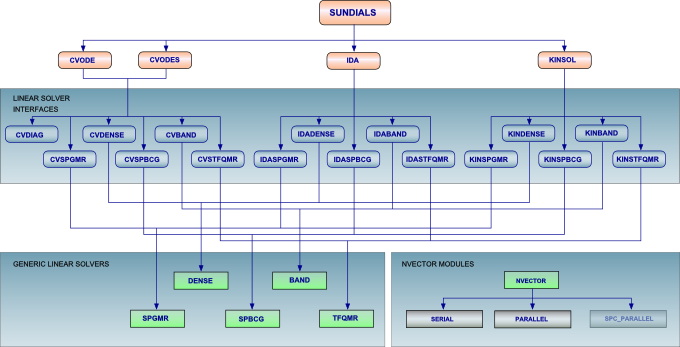 SUNDIALS
CVODE
CVODES
IDA
KINSOL
LINEAR SOLVER
INTERFACES
CVDIAG
CVDENSE
CVBAND
IDADENSE
IDABAND
KINDENSE
KINBAND
CVSPGMR
CVSPBCG
CVSTFQMR
IDASPGMR
IDASPBCG
IDASTFQMR
KINSPGMR
KINSPBCG
KINSTFQMR
GENERIC LINEAR SOLVERS
DENSE
BAND
SPGMR
SPBCG
TFQMR
NVECTOR MODULES
NVECTOR
SERIAL
PARALLEL
SPC_PARALLEL